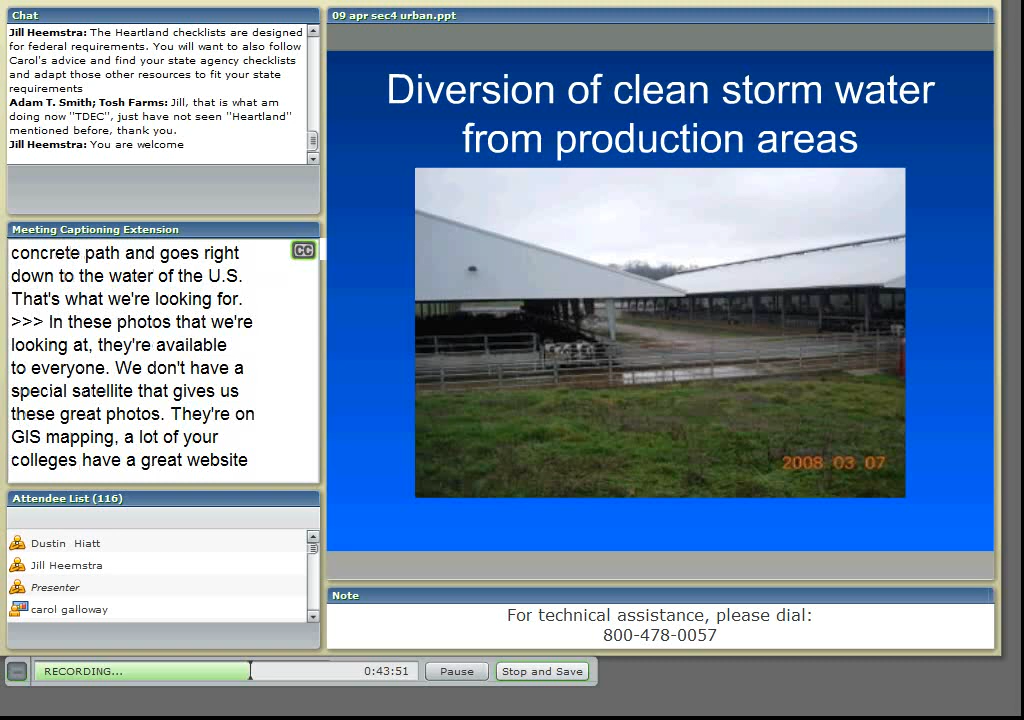 Chat
Jill Heemstra: The Heartland checklists are designed
for federal requirements. You will want to also follow
Carol's advice and find your state agency checklists
and adapt those other resources to fit your state
requirements
Adam T. Smith; Tosh Farms: Jill, that is what am
doing now "TDEC", just have not seen "Heartland"
mentioned before, thank you.
Jill Heemstra: You are welcome
Meeting Captioning Extension
CC
concrete path and goes right
down to the water of the U.S.
That's what we're looking for.
>>> In these photos that we're
looking at, they're available
to everyone. We don't have a
special satellite that gives us
these great photos. They're on
GIS mapping, a lot of your
colleges have a great website
Attendee List (116)
Dustin Hiatt
Jill Heemstra
Presenter
carol galloway
09 apr sec4 urban.ppt
Diversion of clean storm water
from production areas
2008 03 07
Note
For technical assistance, please dial:
800-478-0057
RECORDING...
0:43:51
Pause
Stop and Save